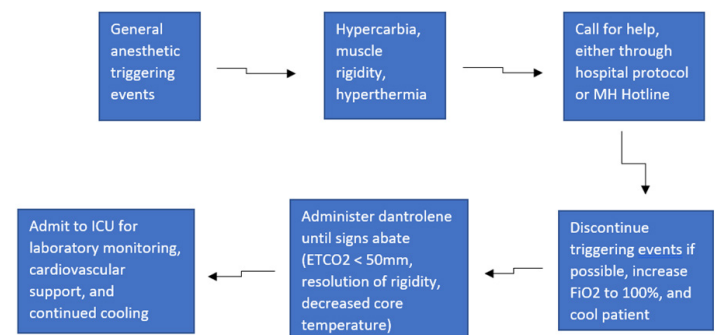 General
anesthetic
triggering
events
Hypercarbia,
muscle
rigidity,
hyperthermia
Call for help,
either through
hospital protocol
or MH Hotline
Discontinue
triggering events if
possible, increase
FiO2 to 100%, and
cool patient
Administer dantrolene
until signs abate
(ETCO2 < 50mm,
resolution of rigidity,
decreased core
temperature)
Admit to ICU for
laboratory monitoring,
cardiovascular
support, and
continued cooling